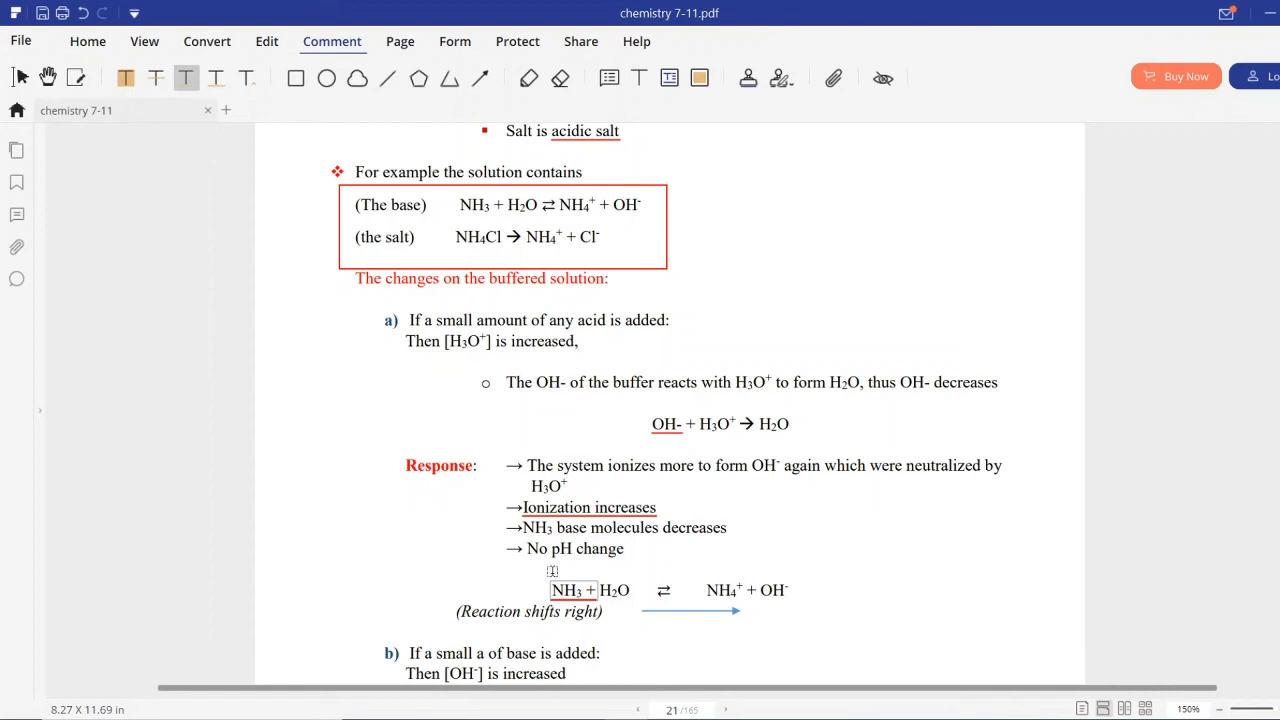 chemistry 7-11.pdf
File Home View Convert Edit Comment Page Form Protect Share Help
Buy Now
Lo
chemistry 7-11
▪ Salt is acidic salt
❖ For example the solution contains
(The base) NH₃ + H₂O ⇄ NH₄⁺ + OH⁻
(the salt) NH₄Cl → NH₄⁺ + Cl⁻
The changes on the buffered solution:
a) If a small amount of any acid is added:
Then [H₃O⁺] is increased,
o The OH- of the buffer reacts with H₃O⁺ to form H₂O, thus OH- decreases
OH- + H₃O⁺ → H₂O
Response: → The system ionizes more to form OH⁻ again which were neutralized by
H₃O⁺
→Ionization increases
→NH₃ base molecules decreases
→ No pH change
NH₃ + H₂O ⇄ NH₄⁺ + OH⁻
(Reaction shifts right)
b) If a small a of base is added:
Then [OH⁻] is increased
8.27 X 11.69 in
21 /165
150%